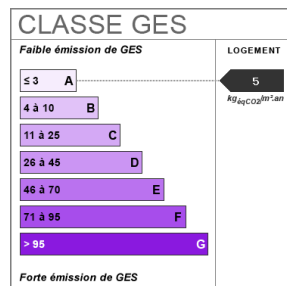 CLASSE GES
Faible émission de GES
LOGEMENT
≤ 3 A
5
kgéqCO2/m².an
4 à 10 B
11 à 25 C
26 à 45 D
46 à 70 E
71 à 95 F
> 95 G
Forte émission de GES